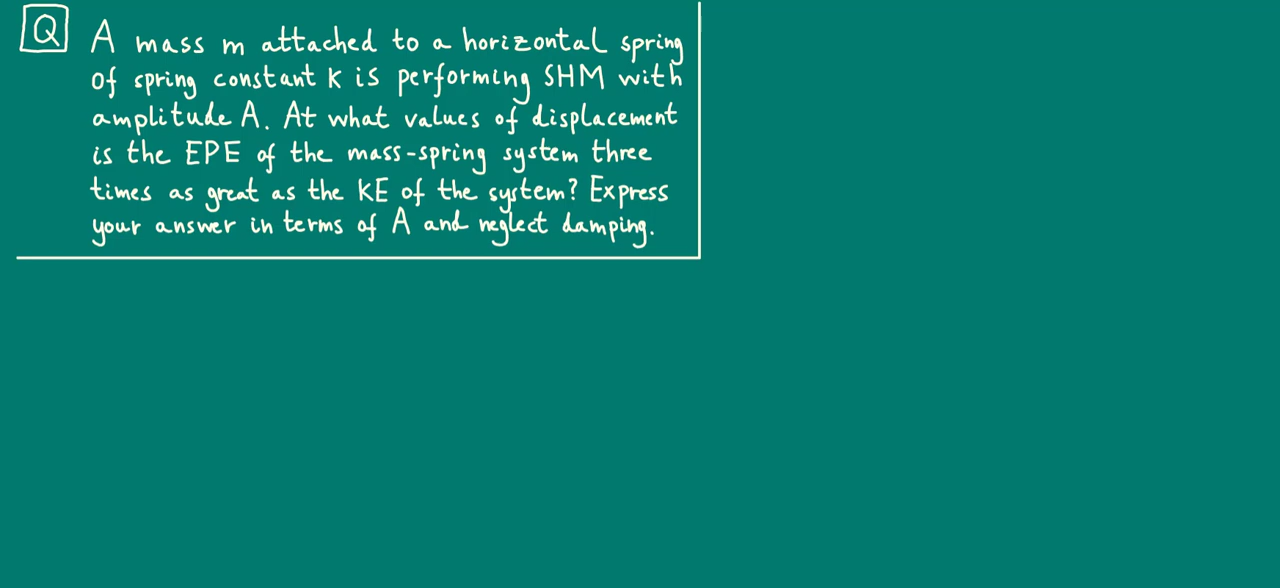 Q A mass m attached to a horizontal spring
of spring constant k is performing SHM with
amplitude A. At what values of displacement
is the EPE of the mass-spring system three
times as great as the KE of the system? Express
your answer in terms of A and neglect damping.